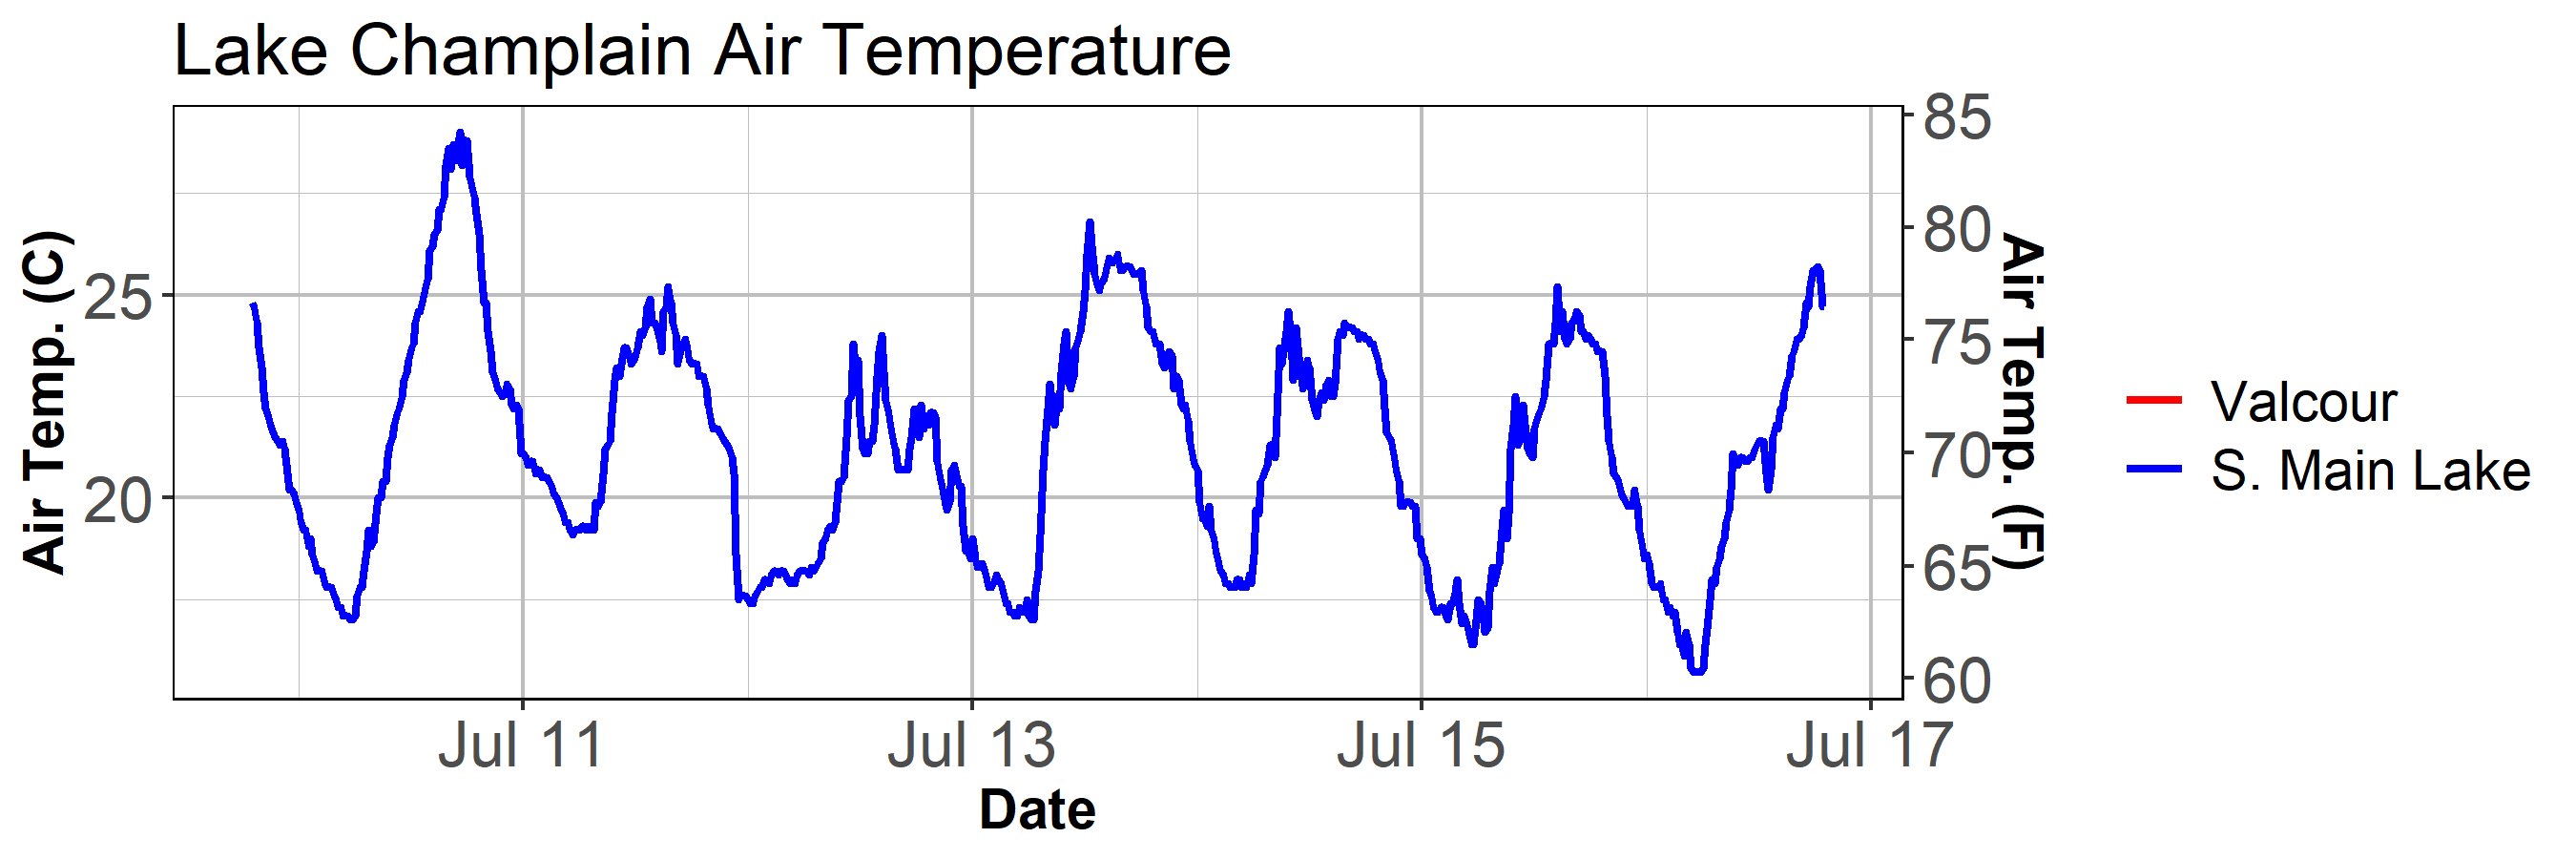 Lake Champlain Air Temperature
Air Temp. (C)
25
20
85
80
75
70
65
60
Air Temp. (F)
Jul 11
Jul 13
Jul 15
Jul 17
Date
Valcour
S. Main Lake